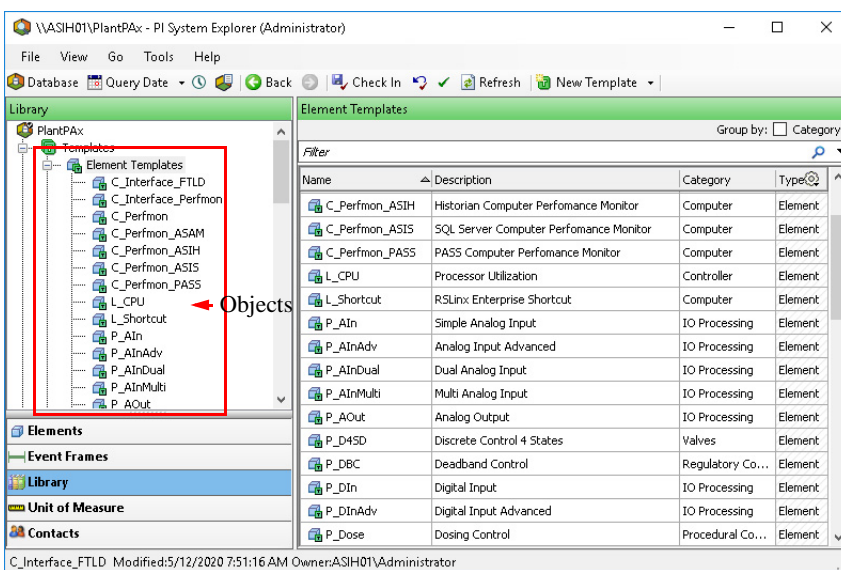 \\ASIH01\PlantPAx - PI System Explorer (Administrator)
File View Go Tools Help
Database Query Date Back Check In Refresh New Template
Library
PlantPAx
Templates
Element Templates
C_Interface_FTLD
C_Interface_Perfmon
C_Perfmon
C_Perfmon_ASAM
C_Perfmon_ASIH
C_Perfmon_ASIS
C_Perfmon_PASS
L_CPU
L_Shortcut
P_AIn
P_AInAdv
P_AInDual
P_AInMulti
P_AOut
Objects
Elements
Event Frames
Library
Unit of Measure
Contacts
Element Templates
Group by: Category
Filter
Name Description Category Type
C_Perfmon_ASIH Historian Computer Perfomance Monitor Computer Element
C_Perfmon_ASIS SQL Server Computer Perfomance Monitor Computer Element
C_Perfmon_PASS PASS Computer Perfomance Monitor Computer Element
L_CPU Processor Utilization Controller Element
L_Shortcut RSLinx Enterprise Shortcut Computer Element
P_AIn Simple Analog Input IO Processing Element
P_AInAdv Analog Input Advanced IO Processing Element
P_AInDual Dual Analog Input IO Processing Element
P_AInMulti Multi Analog Input IO Processing Element
P_AOut Analog Output IO Processing Element
P_D4SD Discrete Control 4 States Valves Element
P_DBC Deadband Control Regulatory Co... Element
P_DIn Digital Input IO Processing Element
P_DInAdv Digital Input Advanced IO Processing Element
P_Dose Dosing Control Procedural Co... Element
C_Interface_FTLD Modified:5/12/2020 7:51:16 AM Owner:ASIH01\Administrator